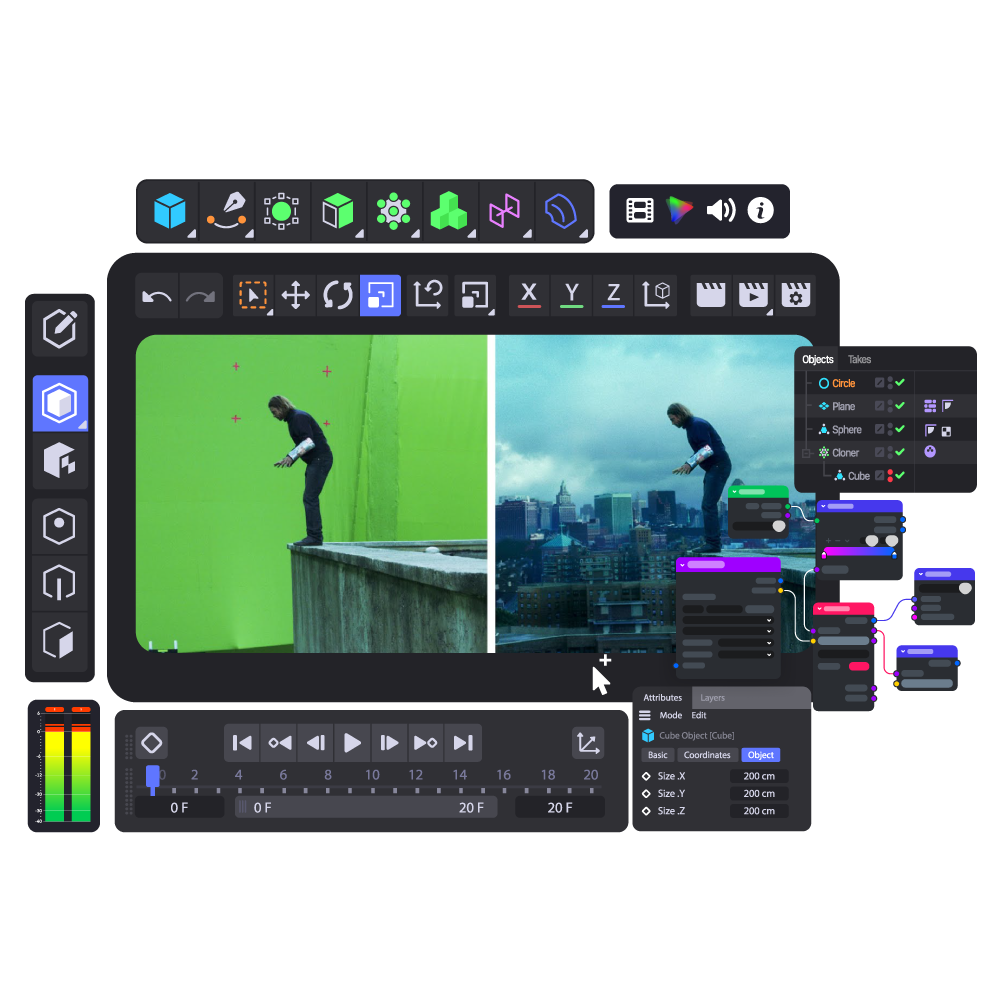 X Y Z
Objects Takes
Circle
Plane
Sphere
Cloner
Cube
Attributes Layers
Mode Edit
Cube Object [Cube]
Basic Coordinates Object
Size .X 200 cm
Size .Y 200 cm
Size .Z 200 cm
0 2 4 6 8 10 12 14 16 18 20
0 F 0 F 20 F 20 F